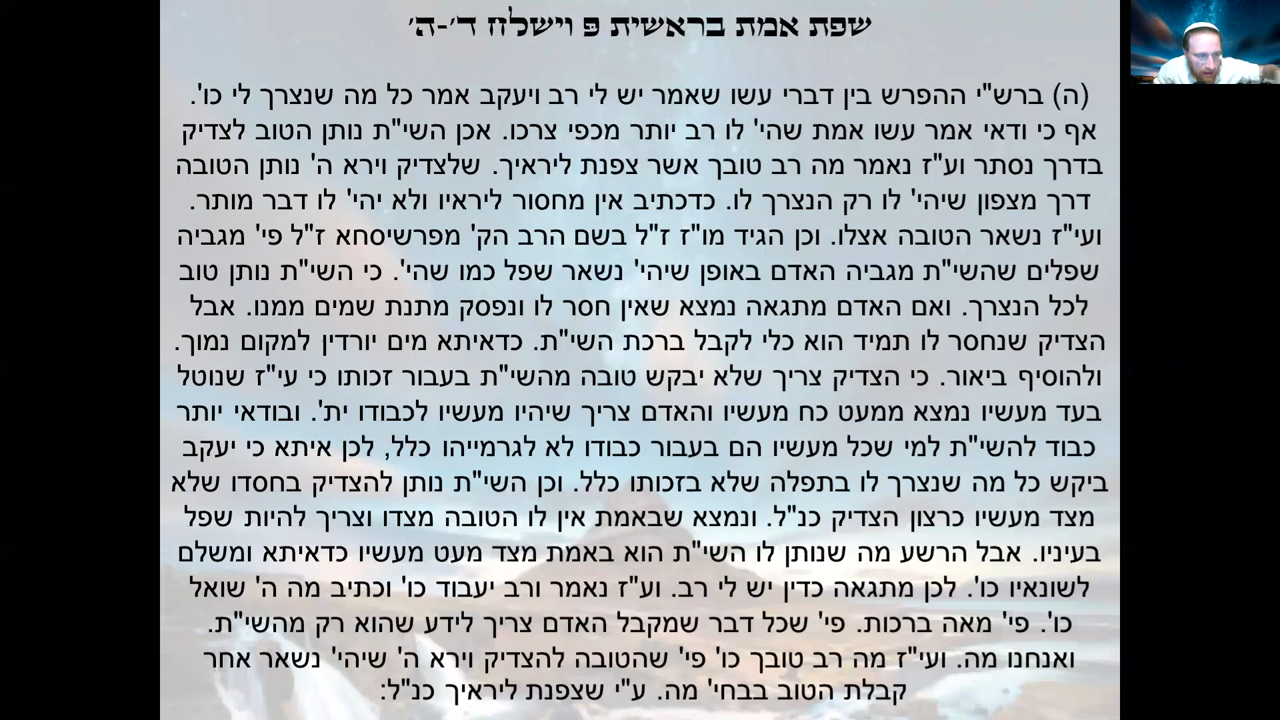 שפת אמת בראשית פ וישלח ד׳-ה׳
(ה) ברש"י ההפרש בין דברי עשו שאמר יש לי רב ויעקב אמר כל מה שנצרך לי כו'.
אף כי ודאי אמר עשו אמת שהי' לו רב יותר מכפי צרכו. אכן השי"ת נותן הטוב לצדיק
בדרך נסתר וע"ז נאמר מה רב טובך אשר צפנת ליראיך. שלצדיק וירא ה' נותן הטובה
דרך מצפון שיהי' לו רק הנצרך לו. כדכתיב אין מחסור ליראיו ולא יהי' לו דבר מותר.
ועי"ז נשאר הטובה אצלו. וכן הגיד מו"ז ז"ל בשם הרב הק' מפרשיסחא ז"ל פי' מגביה
שפלים שהשי"ת מגביה האדם באופן שיהי' נשאר שפל כמו שהי'. כי השי"ת נותן טוב
לכל הנצרך. ואם האדם מתגאה נמצא שאין חסר לו ונפסק מתנת שמים ממנו. אבל
הצדיק שנחסר לו תמיד הוא כלי לקבל ברכת השי"ת. כדאיתא מים יורדין למקום נמוך.
ולהוסיף ביאור. כי הצדיק צריך שלא יבקש טובה מהשי"ת בעבור זכותו כי עי"ז שנוטל
בעד מעשיו נמצא ממעט כח מעשיו והאדם צריך שיהיו מעשיו לכבודו ית'. ובודאי יותר
כבוד להשי"ת למי שכל מעשיו הם בעבור כבודו לא לגרמייהו כלל, לכן איתא כי יעקב
ביקש כל מה שנצרך לו בתפלה שלא בזכותו כלל. וכן השי"ת נותן להצדיק בחסדו שלא
מצד מעשיו כרצון הצדיק כנ"ל. ונמצא שבאמת אין לו הטובה מצדו וצריך להיות שפל
בעיניו. אבל הרשע מה שנותן לו השי"ת הוא באמת מצד מעט מעשיו כדאיתא ומשלם
לשונאיו כו'. לכן מתגאה כדין יש לי רב. וע"ז נאמר ורב יעבוד כו' וכתיב מה ה' שואל
כו'. פי' מאה ברכות. פי' שכל דבר שמקבל האדם צריך לידע שהוא רק מהשי"ת.
ואנחנו מה. ועי"ז מה רב טובך כו' פי' שהטובה להצדיק וירא ה' שיהי' נשאר אחר
קבלת הטוב בבחי' מה. ע"י שצפנת ליראיך כנ"ל: